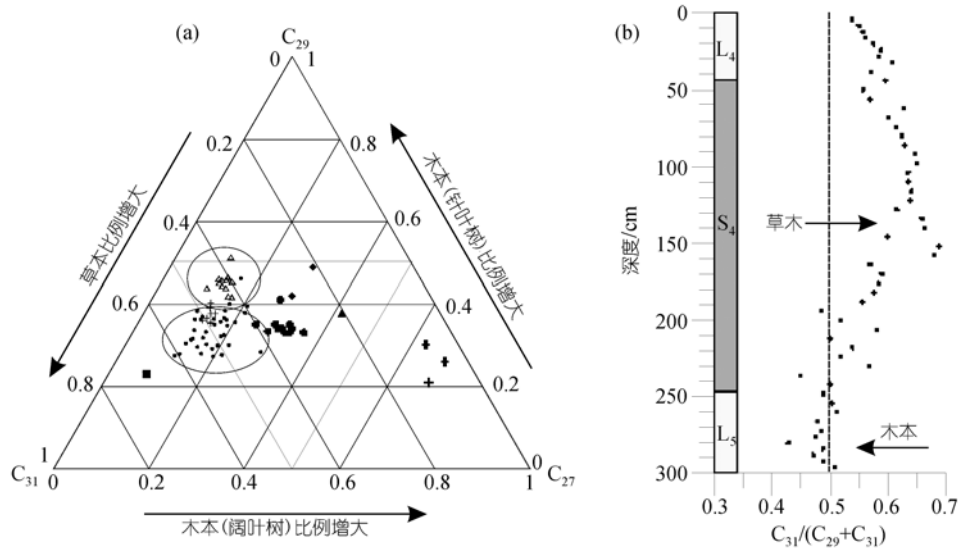 (a)
C₂₉
0 1
0.2
0.8
0.4
0.6
0.6
0.4
0.8
0.2
1
0
C₃₁
0
0.2
0.4
0.6
0.8
1
C₂₇
草本比例增大
木本(针叶树)比例增大
木本(阔叶树)比例增大
(b)
深度/cm
0
50
100
150
200
250
300
L₄
S₄
L₅
草木
木本
0.3
0.4
0.5
0.6
0.7
C₃₁/(C₂₉+C₃₁)